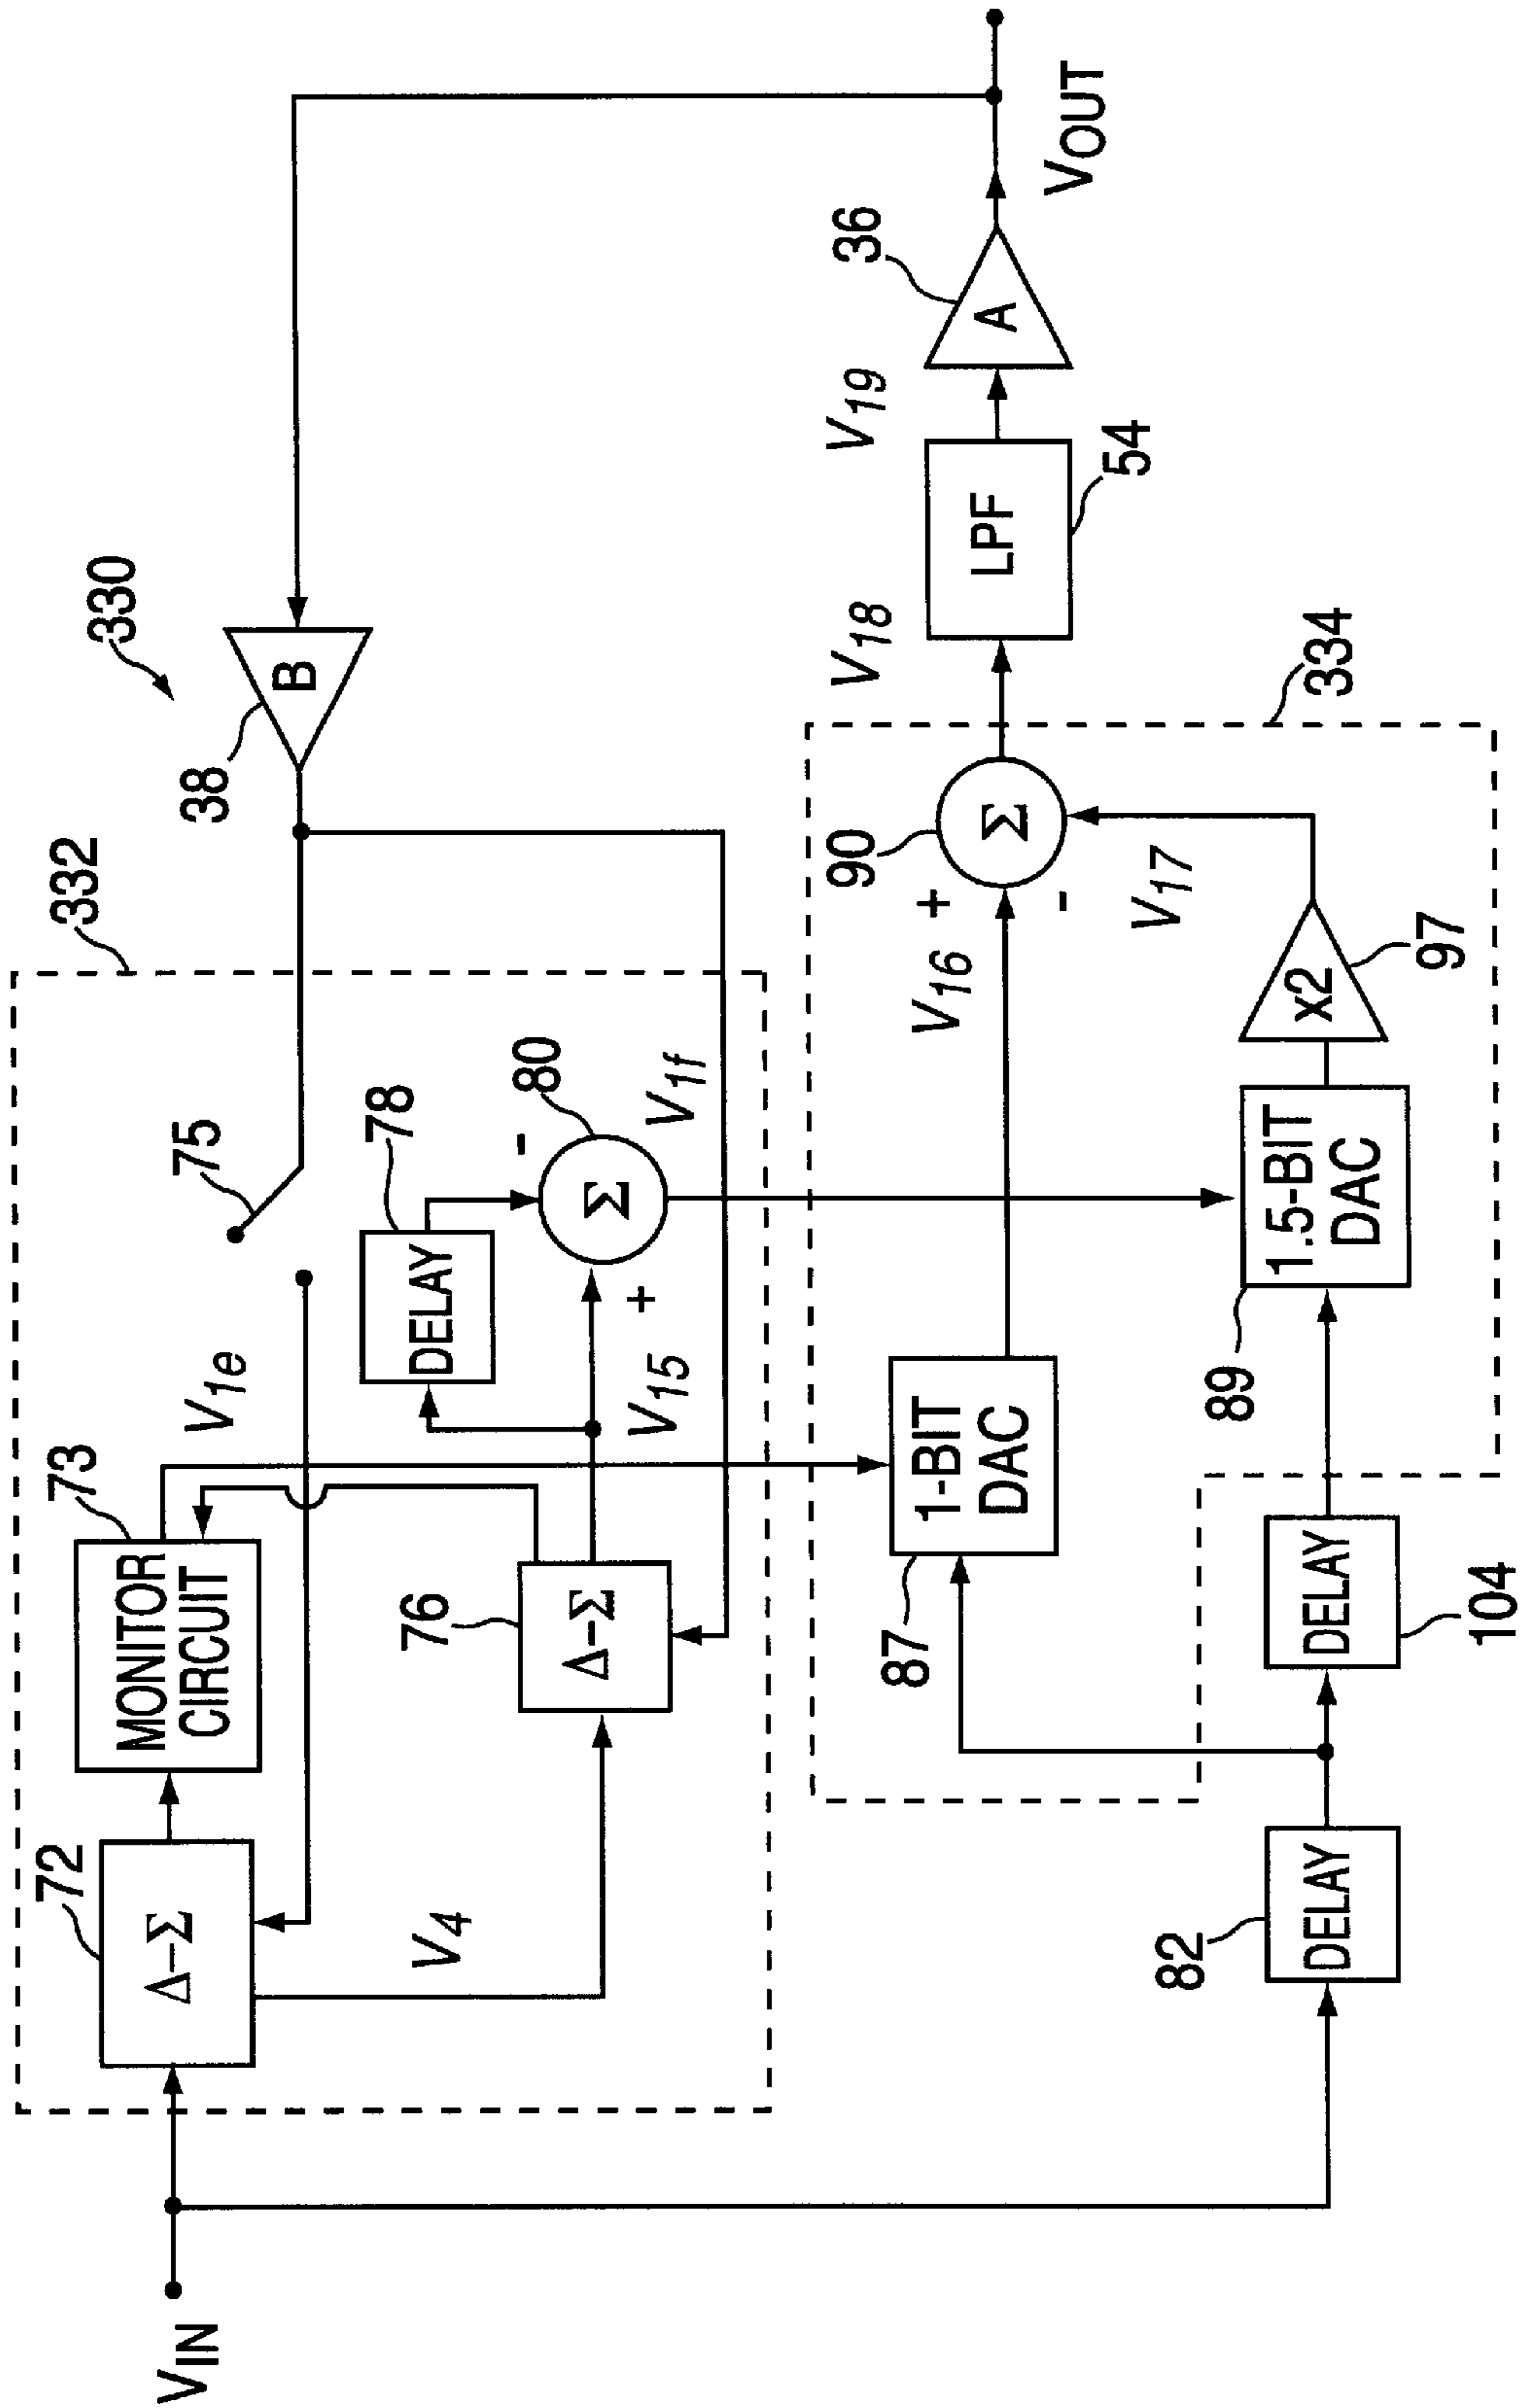 330
332
38
B
75
73
MONITOR
CIRCUIT
V1e
78
DELAY
-
80
Σ
+
V15
V1f
72
Δ-Σ
V4
76
Δ-Σ
VIN
36
A
VOUT
V19
LPF
54
V18
334
90
Σ
+
-
V16
V17
x2
97
1-BIT
DAC
87
1.5-BIT
DAC
89
DELAY
104
82
DELAY